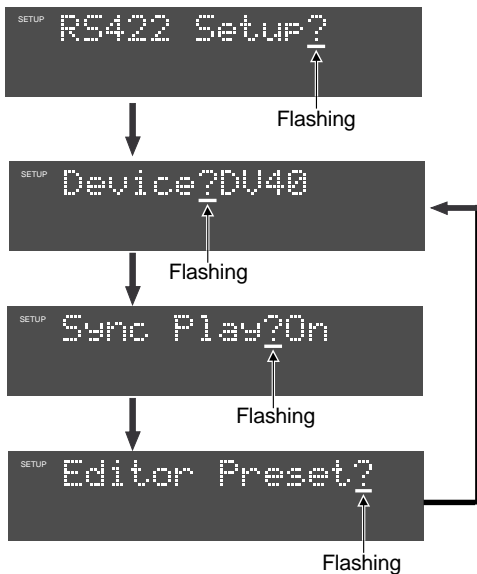 SETUP RS422 Setup?
Flashing
SETUP Device?DV40
Flashing
SETUP Sync Play?On
Flashing
SETUP Editor Preset?
Flashing